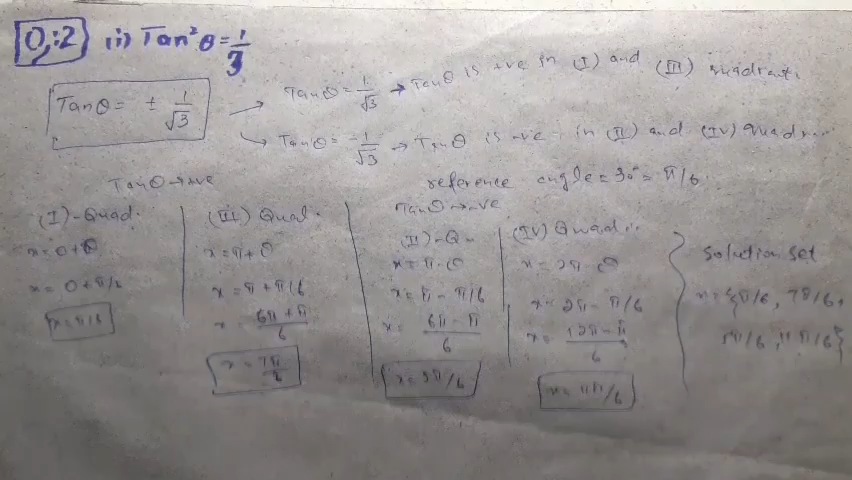 Q:2 (i) Tan²θ = 1/3
Tanθ = ± 1/√3
Tanθ = 1/√3 → Tanθ is +ve in (I) and (III) quadrant.
Tanθ = -1/√3 → Tanθ is -ve in (II) and (IV) Quadr...
reference angle = 30° = π/6
Tanθ → +ve
(I)-Quad.
x = 0+θ
x = 0+π/6
x = π/6
(III) Quad.
x = π+θ
x = π+π/6
x = 6π+π/6
x = 7π/6
Tanθ → -ve
(II)-Qu
x = π-θ
x = π-π/6
x = 6π-π/6
x = 5π/6
(IV) Quad..
x = 2π-θ
x = 2π-π/6
x = 12π-π/6
x = 11π/6
Solution set
x = {π/6, 7π/6,
5π/6, 11π/6}